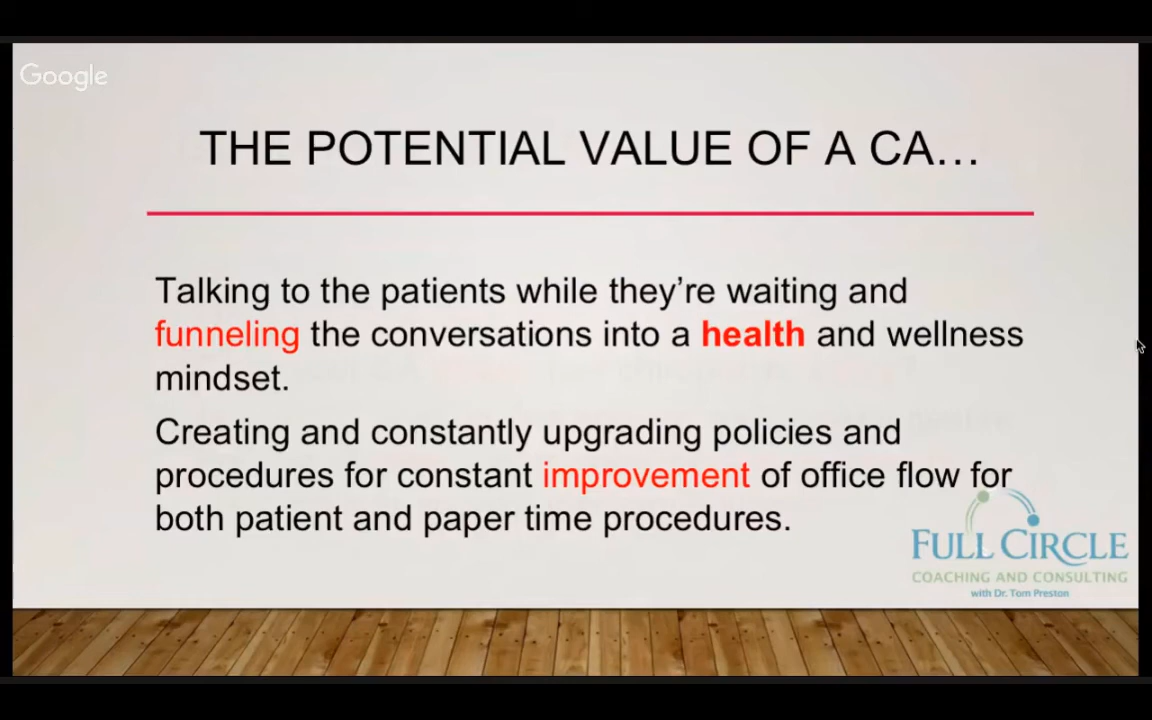 Google
THE POTENTIAL VALUE OF A CA…
Talking to the patients while they’re waiting and
funneling the conversations into a health and wellness
mindset.
Creating and constantly upgrading policies and
procedures for constant improvement of office flow for
both patient and paper time procedures.
FULL CIRCLE
COACHING AND CONSULTING
with Dr. Tom Preston